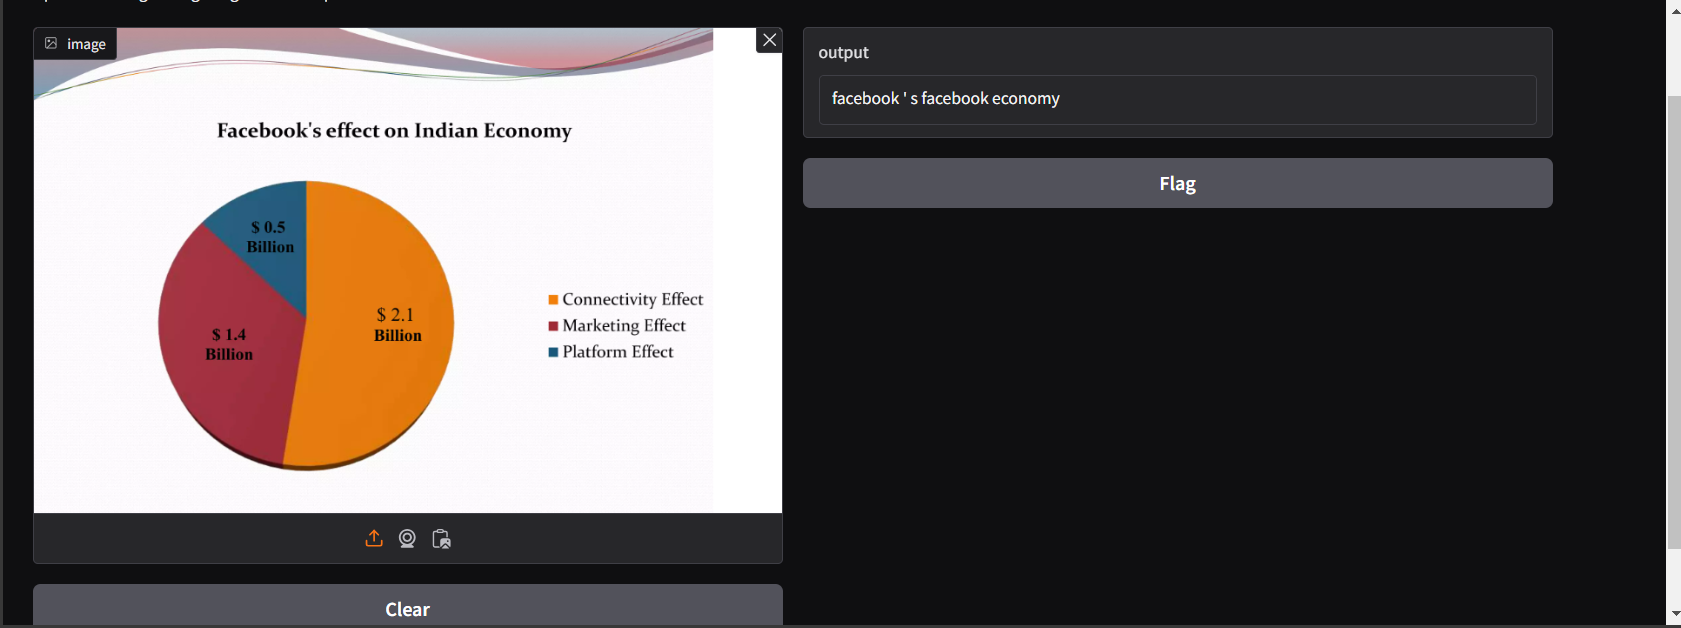 image
Facebook's effect on Indian Economy
$ 0.5
Billion
$ 2.1
Billion
$ 1.4
Billion
Connectivity Effect
Marketing Effect
Platform Effect
Clear
output
facebook ' s facebook economy
Flag